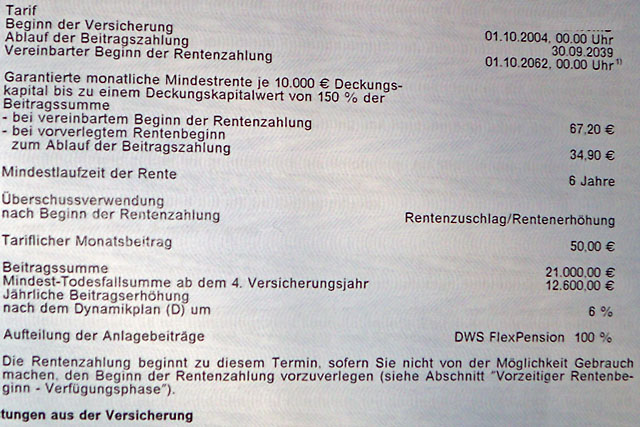 Tarif
Beginn der Versicherung 01.10.2004, 00.00 Uhr
Ablauf der Beitragszahlung 30.09.2039
Vereinbarter Beginn der Rentenzahlung 01.10.2062, 00.00 Uhr¹⁾
Garantierte monatliche Mindestrente je 10.000 € Deckungs-
kapital bis zu einem Deckungskapitalwert von 150 % der
Beitragssumme
- bei vereinbartem Beginn der Rentenzahlung 67,20 €
- bei vorverlegtem Rentenbeginn
zum Ablauf der Beitragszahlung 34,90 €
Mindestlaufzeit der Rente 6 Jahre
Überschussverwendung
nach Beginn der Rentenzahlung Rentenzuschlag/Rentenerhöhung
Tariflicher Monatsbeitrag 50,00 €
Beitragssumme 21.000,00 €
Mindest-Todesfallsumme ab dem 4. Versicherungsjahr 12.600,00 €
Jährliche Beitragserhöhung
nach dem Dynamikplan (D) um 6 %
Aufteilung der Anlagebeiträge DWS FlexPension 100 %
Die Rentenzahlung beginnt zu diesem Termin, sofern Sie nicht von der Möglichkeit Gebrauch
machen, den Beginn der Rentenzahlung vorzuverlegen (siehe Abschnitt "Vorzeitiger Rentenbe-
ginn - Verfügungsphase").
tungen aus der Versicherung